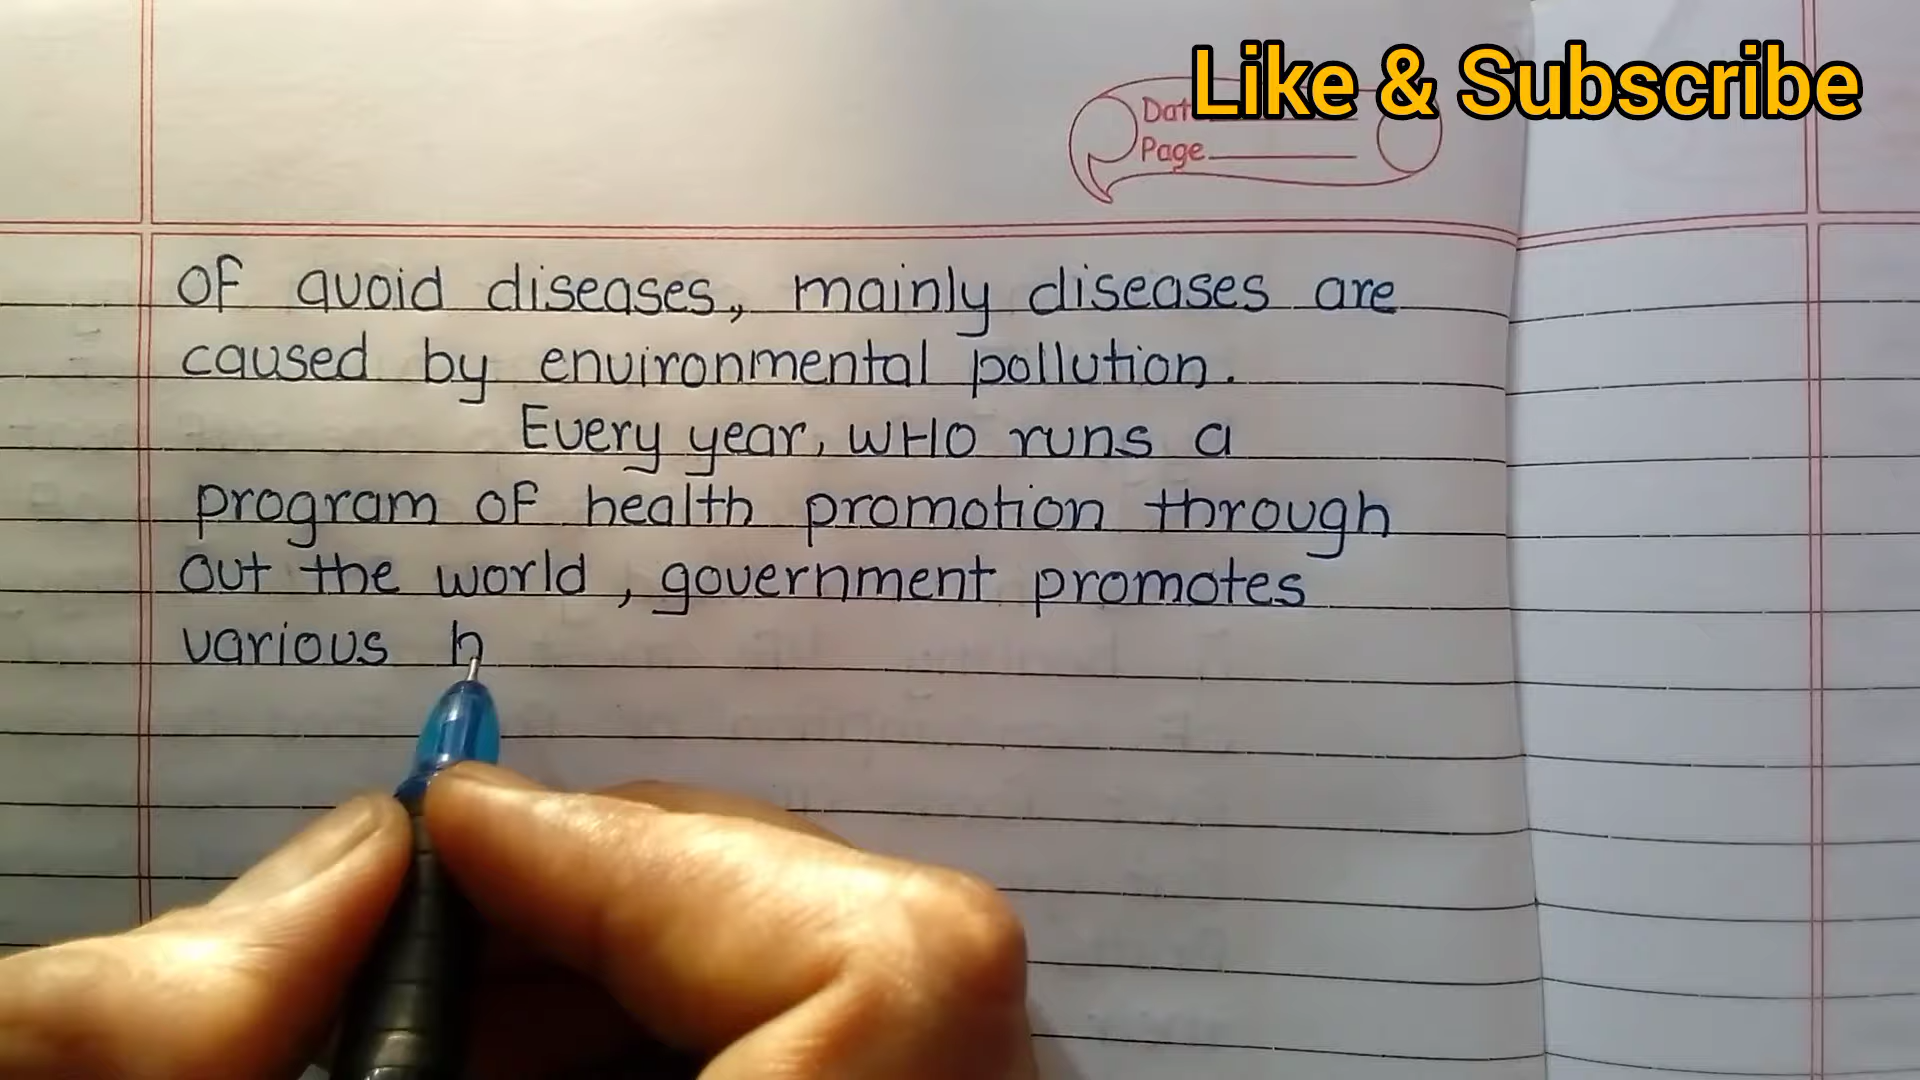 Like & Subscribe
Dat
Page
OF avoid diseases, mainly diseases are
caused by environmental pollution.
Every year, WHO runs a
program OF health promotion through
out the world, government promotes
various h